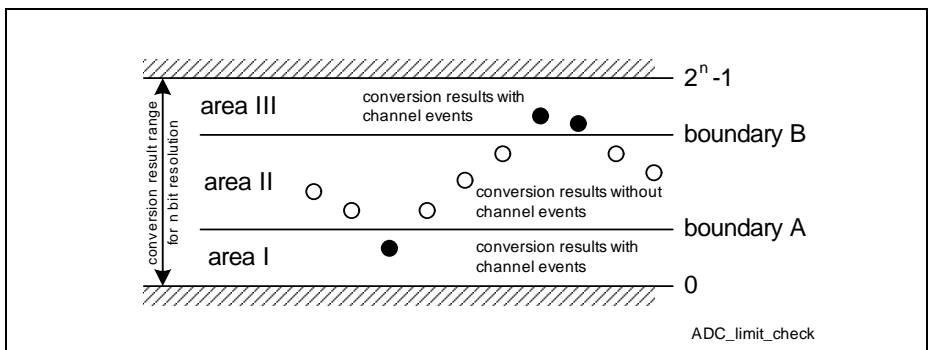 2ⁿ-1
area III
conversion results with
channel events
boundary B
conversion result range
for n bit resolution
area II
conversion results without
channel events
boundary A
area I
conversion results with
channel events
0
ADC_limit_check